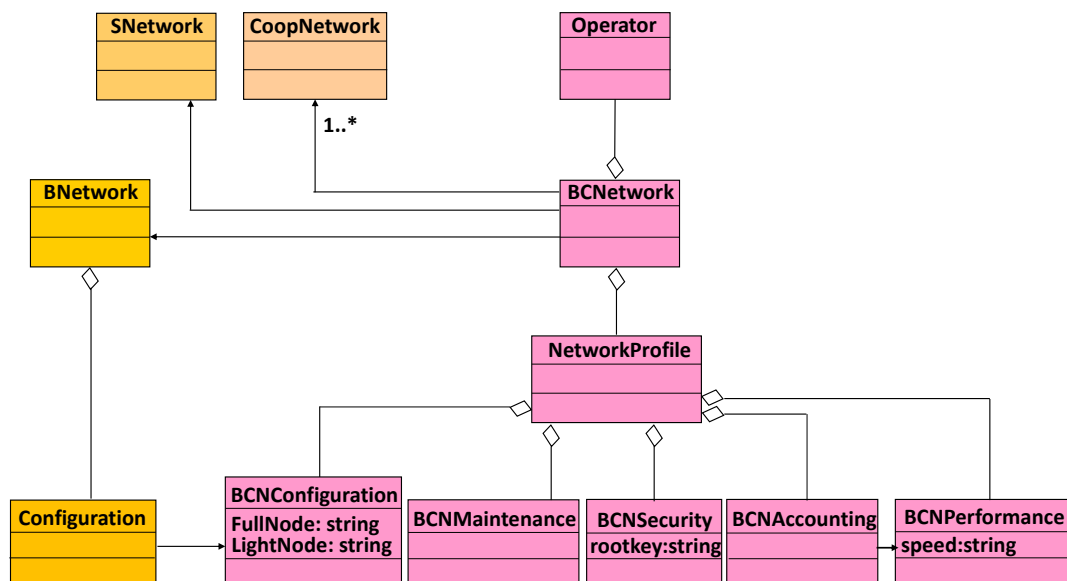 SNetwork
CoopNetwork
Operator
1..*
BNetwork
BCNetwork
NetworkProfile
Configuration
BCNConfiguration
FullNode: string
LightNode: string
BCNMaintenance
BCNSecurity
rootkey:string
BCNAccounting
BCNPerformance
speed:string